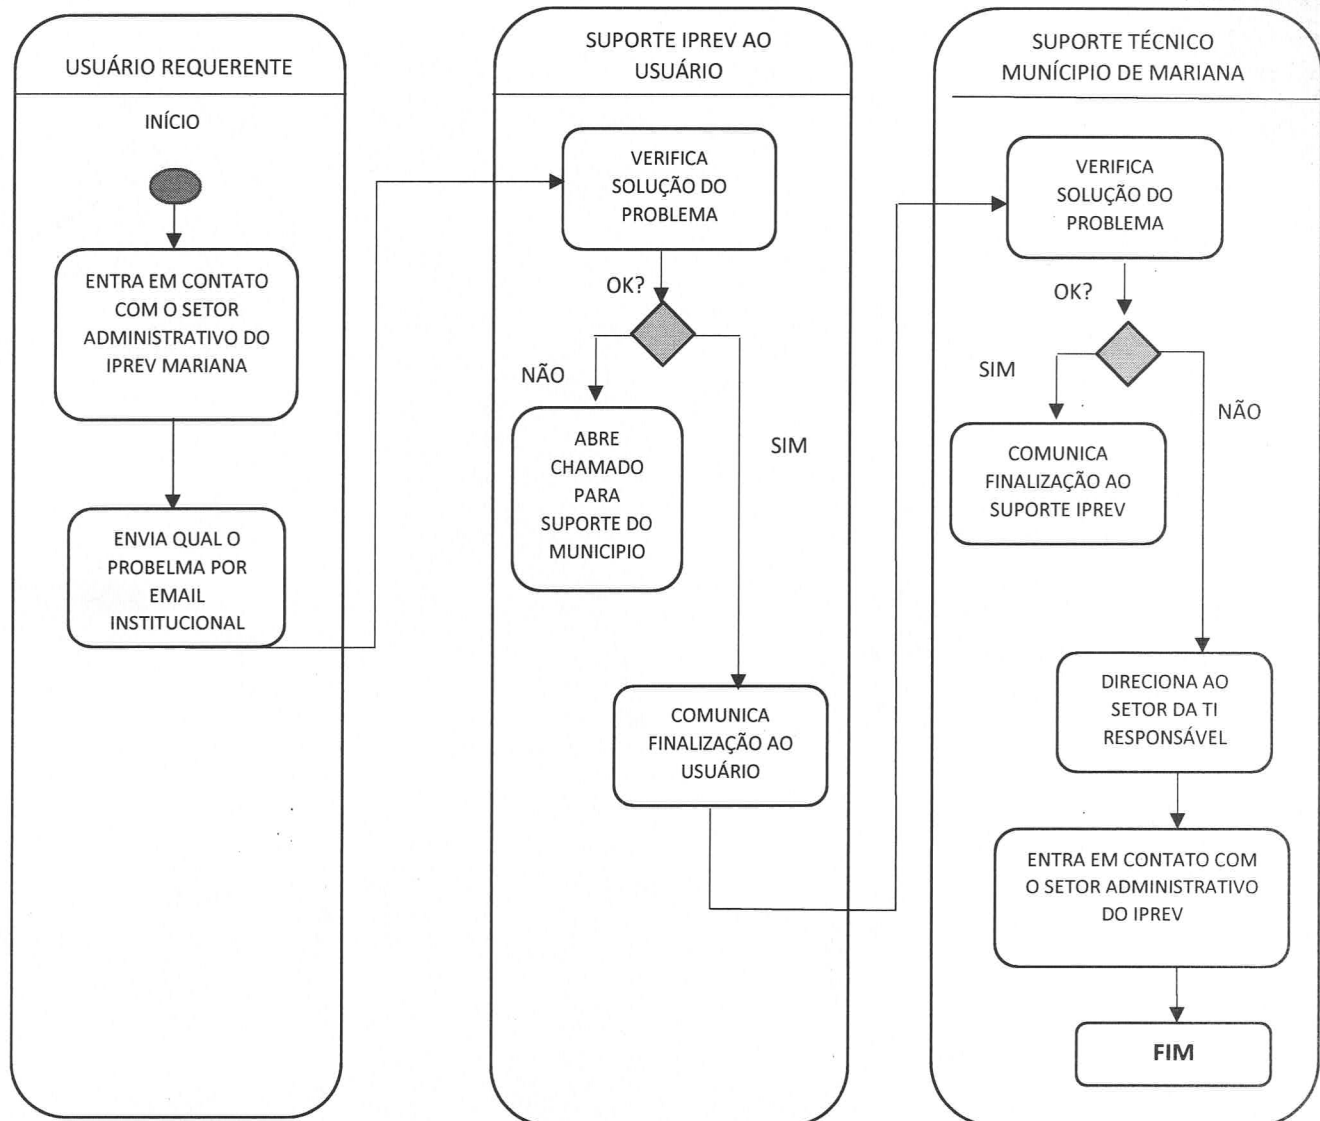 USUÁRIO REQUERENTE
INÍCIO
ENTRA EM CONTATO
COM O SETOR
ADMINISTRATIVO DO
IPREV MARIANA
ENVIA QUAL O
PROBELMA POR
EMAIL
INSTITUCIONAL
SUPORTE IPREV AO
USUÁRIO
VERIFICA
SOLUÇÃO DO
PROBLEMA
OK?
NÃO
ABRE
CHAMADO
PARA
SUPORTE DO
MUNICIPIO
SIM
COMUNICA
FINALIZAÇÃO AO
USUÁRIO
SUPORTE TÉCNICO
MUNÍCIPIO DE MARIANA
VERIFICA
SOLUÇÃO DO
PROBLEMA
OK?
SIM
COMUNICA
FINALIZAÇÃO AO
SUPORTE IPREV
NÃO
DIRECIONA AO
SETOR DA TI
RESPONSÁVEL
ENTRA EM CONTATO COM
O SETOR ADMINISTRATIVO
DO IPREV
FIM